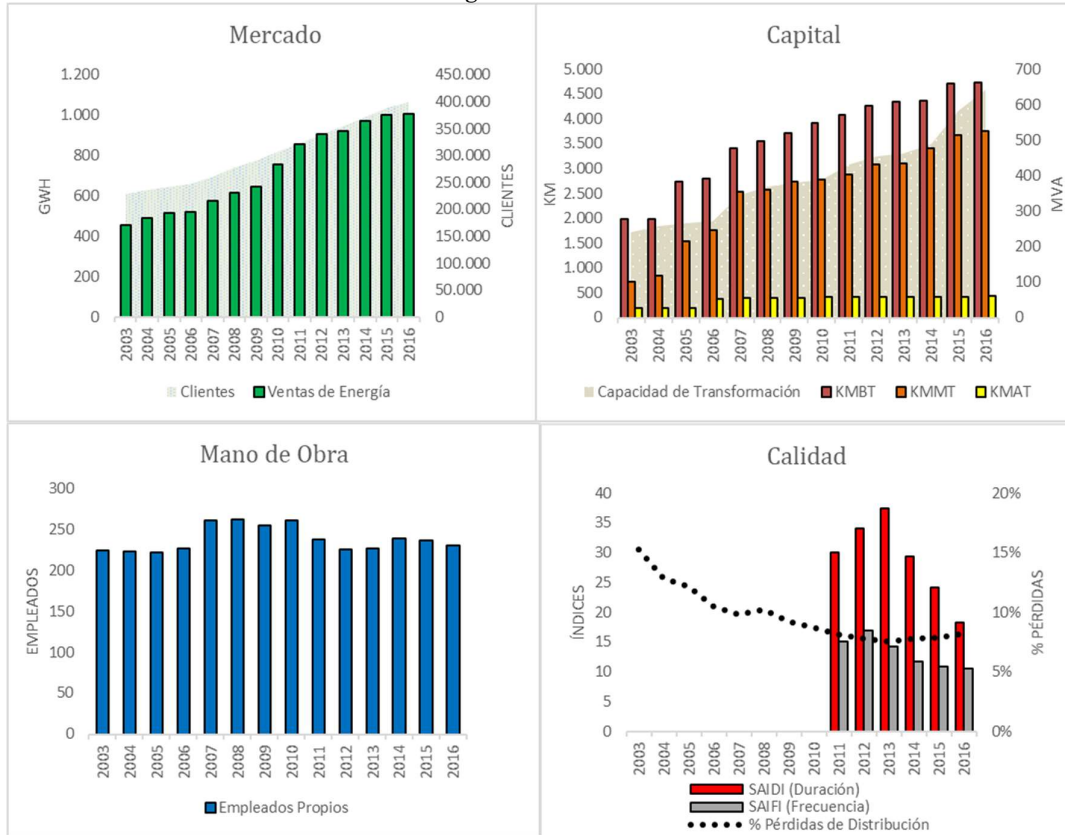 Mercado
GWH
1.200
1.000
800
600
400
200
0
450.000
400.000
350.000
300.000
250.000
200.000
150.000
100.000
50.000
0
CLIENTES
2003 2004 2005 2006 2007 2008 2009 2010 2011 2012 2013 2014 2015 2016
Clientes Ventas de Energía
Capital
KM
5.000
4.500
4.000
3.500
3.000
2.500
2.000
1.500
1.000
500
0
700
600
500
400
300
200
100
0
MVA
2003 2004 2005 2006 2007 2008 2009 2010 2011 2012 2013 2014 2015 2016
Capacidad de Transformación KMBT KMMT KMAT
Mano de Obra
EMPLEADOS
300
250
200
150
100
50
0
2003 2004 2005 2006 2007 2008 2009 2010 2011 2012 2013 2014 2015 2016
Empleados Propios
Calidad
ÍNDICES
40
35
30
25
20
15
10
5
0
20%
15%
10%
5%
0%
% PÉRDIDAS
2003 2004 2005 2006 2007 2008 2009 2010 2011 2012 2013 2014 2015 2016
SAIDI (Duración)
SAIFI (Frecuencia)
% Pérdidas de Distribución